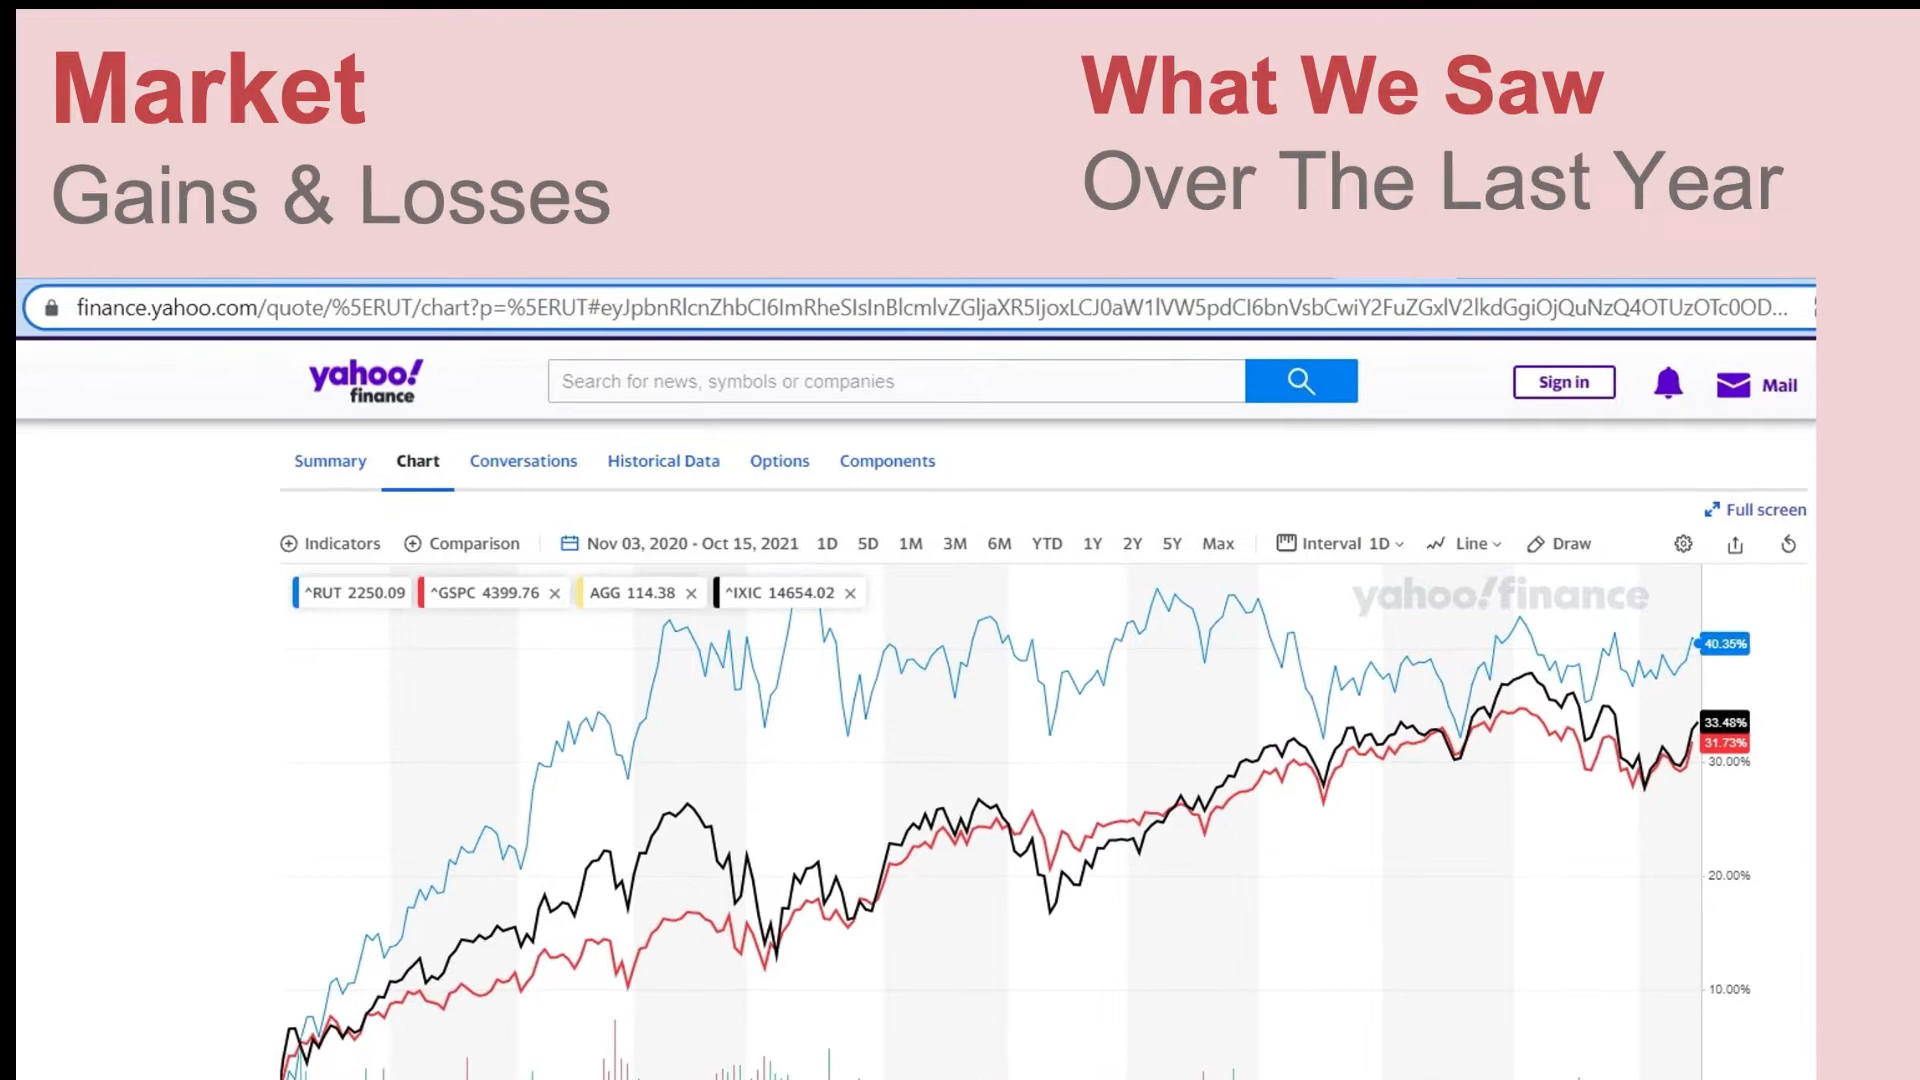 Market
Gains & Losses
What We Saw
Over The Last Year
finance.yahoo.com/quote/%5ERUT/chart?p=%5ERUT#eyJpbnRlcnZhbCI6ImRheSIsInBlcmlvZGljaXR5IjoxLCJ0aW1lVW5pdCI6bnVsbCwiY2FuZGxlV2lkdGgiOjQuNzQ4OTUzOTc0OD...
yahoo!
finance
Search for news, symbols or companies
Sign in
Mail
Summary Chart Conversations Historical Data Options Components
Full screen
Indicators Comparison Nov 03, 2020 - Oct 15, 2021 1D 5D 1M 3M 6M YTD 1Y 2Y 5Y Max Interval 1D Line Draw
^RUT 2250.09 ^GSPC 4399.76 × AGG 114.38 × ^IXIC 14654.02 ×
yahoo!finance
40.35%
33.48%
31.73%
30.00%
20.00%
10.00%